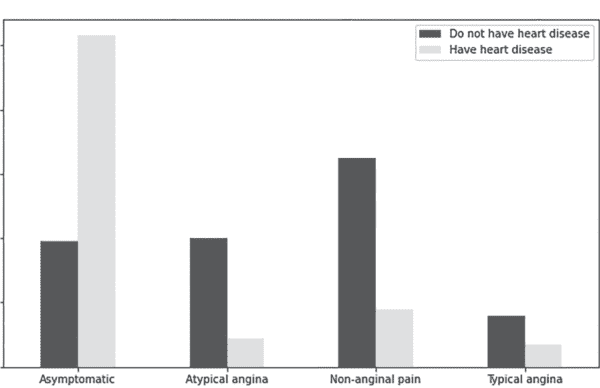 Do not have heart disease
Have heart disease
Asymptomatic
Atypical angina
Non-anginal pain
Typical angina